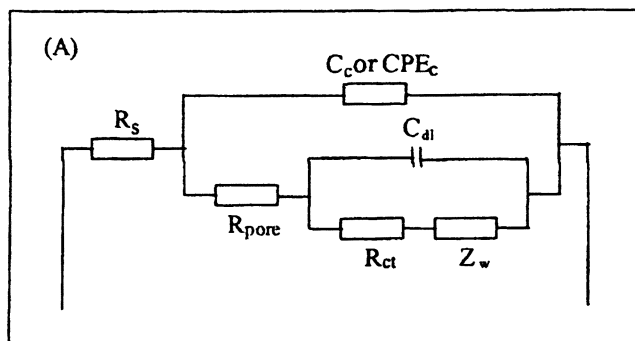 (A)
C_c or CPE_c
R_s
C_dl
R_pore
R_ct
Z_w